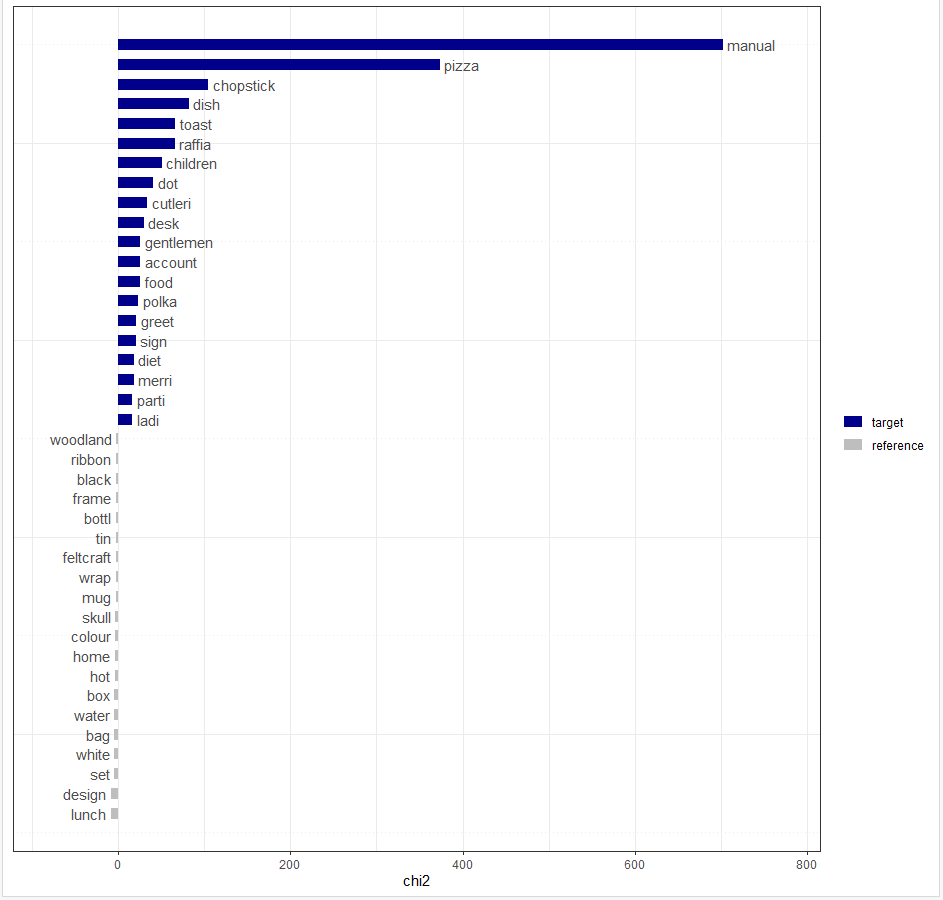 manual
pizza
chopstick
dish
toast
raffia
children
dot
cutleri
desk
gentlemen
account
food
polka
greet
sign
diet
merri
parti
ladi
woodland
ribbon
black
frame
bottl
tin
feltcraft
wrap
mug
skull
colour
home
hot
box
water
bag
white
set
design
lunch
0 200 400 600 800
chi2
target
reference